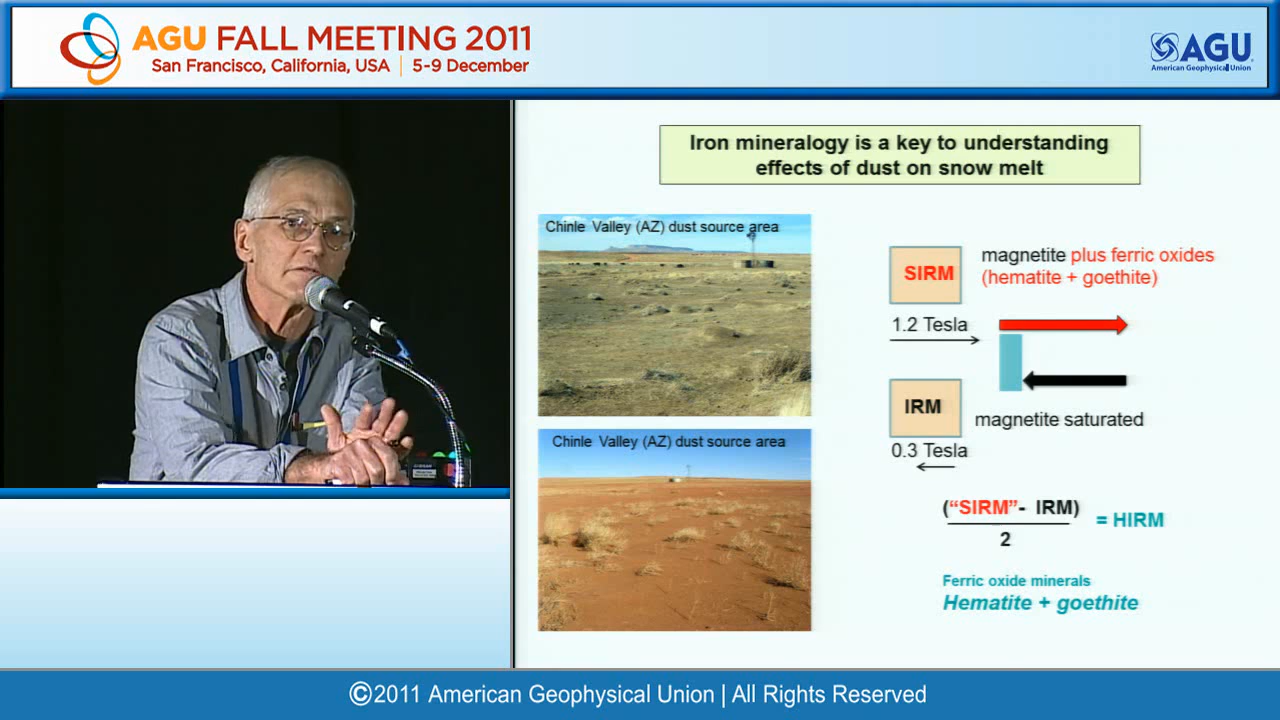 AGU FALL MEETING 2011
San Francisco, California, USA | 5-9 December
AGU
American Geophysical Union
Iron mineralogy is a key to understanding
effects of dust on snow melt
Chinle Valley (AZ) dust source area
Chinle Valley (AZ) dust source area
SIRM
magnetite plus ferric oxides
(hematite + goethite)
1.2 Tesla
IRM
magnetite saturated
0.3 Tesla
(“SIRM”- IRM)
2
= HIRM
Ferric oxide minerals
Hematite + goethite
©2011 American Geophysical Union | All Rights Reserved